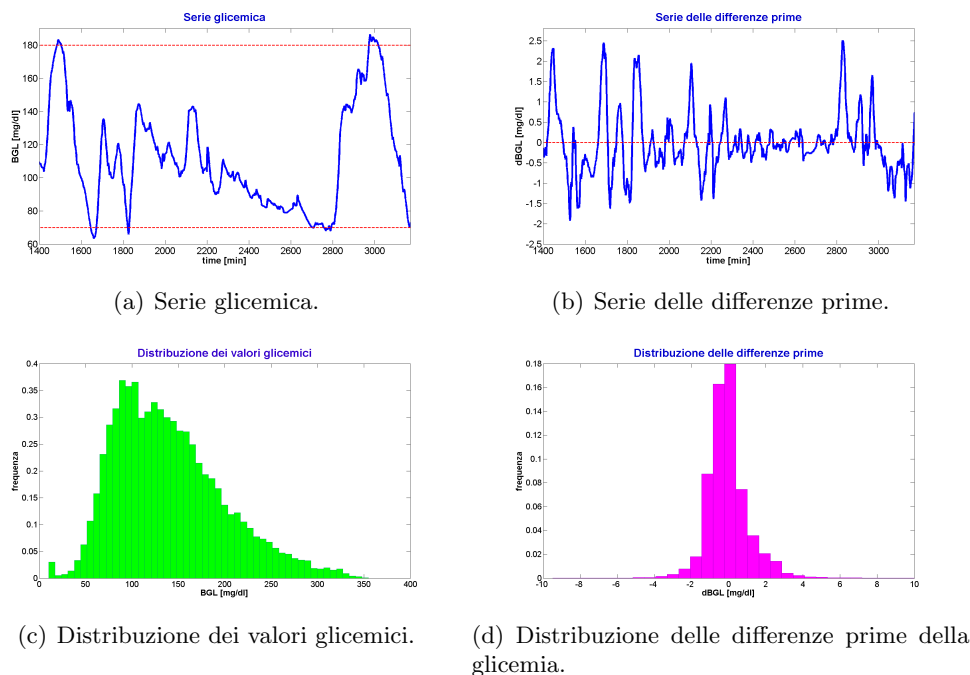 Serie glicemica
180
160
140
120
100
80
60
BGL [mg/dl]
1400 1600 1800 2000 2200 2400 2600 2800 3000
time [min]
(a) Serie glicemica.
Serie delle differenze prime
2.5
2
1.5
1
0.5
0
-0.5
-1
-1.5
-2
-2.5
dBGL [mg/dl]
1400 1600 1800 2000 2200 2400 2600 2800 3000
time [min]
(b) Serie delle differenze prime.
Distribuzione dei valori glicemici
0.4
0.35
0.3
0.25
0.2
0.15
0.1
0.05
0
frequenza
0 50 100 150 200 250 300 350 400
BGL [mg/dl]
(c) Distribuzione dei valori glicemici.
Distribuzione delle differenze prime
0.18
0.16
0.14
0.12
0.1
0.08
0.06
0.04
0.02
0
frequenza
-10 -8 -6 -4 -2 0 2 4 6 8 10
dBGL [mg/dl]
(d) Distribuzione delle differenze prime della
glicemia.